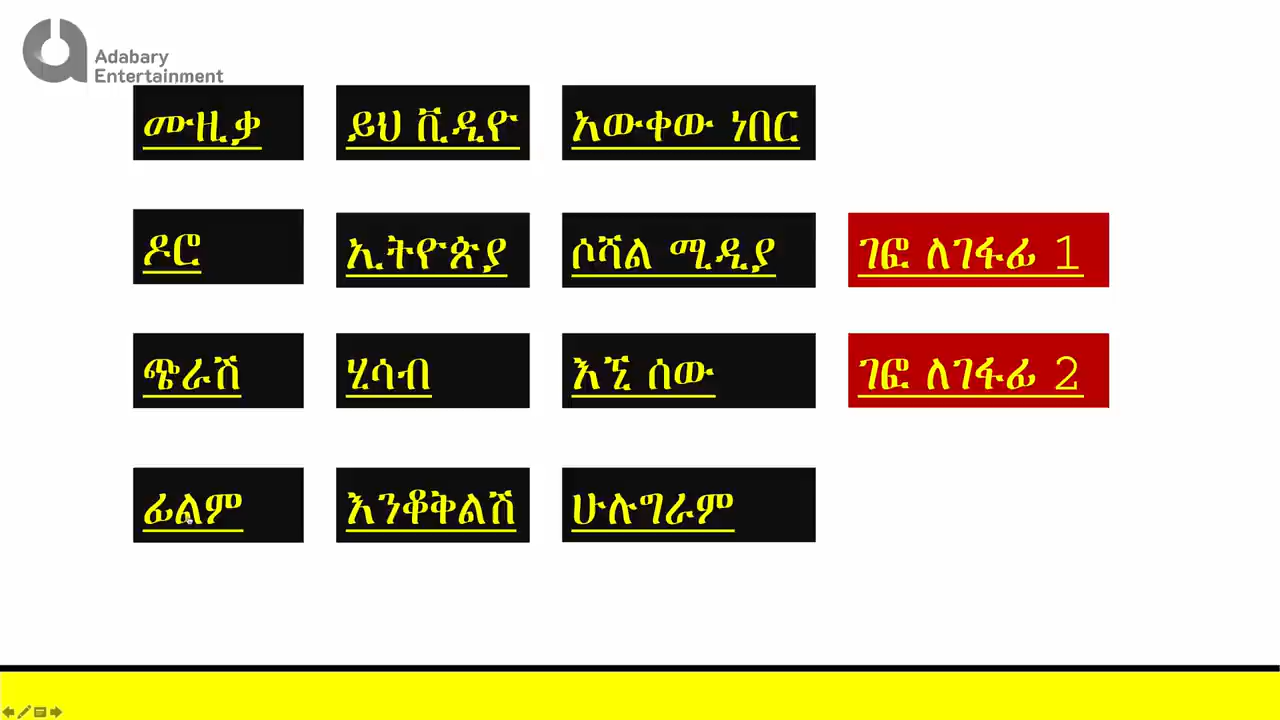 Adabary
Entertainment
ሙዚቃ ይህ ቪዲዮ አውቀው ነበር
ዶሮ ኢትዮጵያ ሶሻል ሚዲያ ገፎ ለገፋፊ 1
ጭራሽ ሂሳብ እኚ ሰው ገፎ ለገፋፊ 2
ፊልም እንቆቅልሽ ሁሉግራም